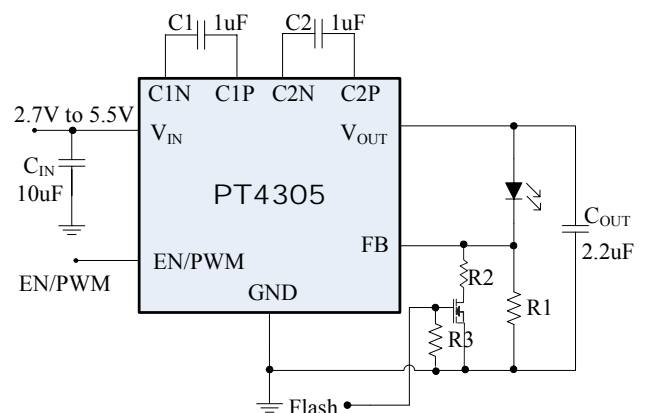 C1 1uF C2 1uF
C1N C1P C2N C2P
2.7V to 5.5V
VIN VOUT
CIN
10uF
PT4305
COUT
2.2uF
FB
EN/PWM
EN/PWM
R2
GND
R1
R3
Flash